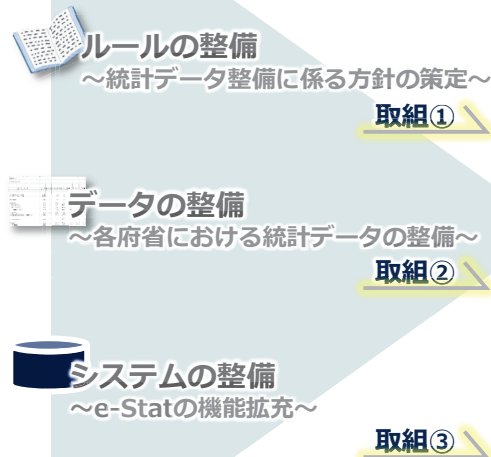 ルールの整備
～統計データ整備に係る方針の策定～
取組①
データの整備
～各府省における統計データの整備～
取組②
システムの整備
～e-Statの機能拡充～
取組③